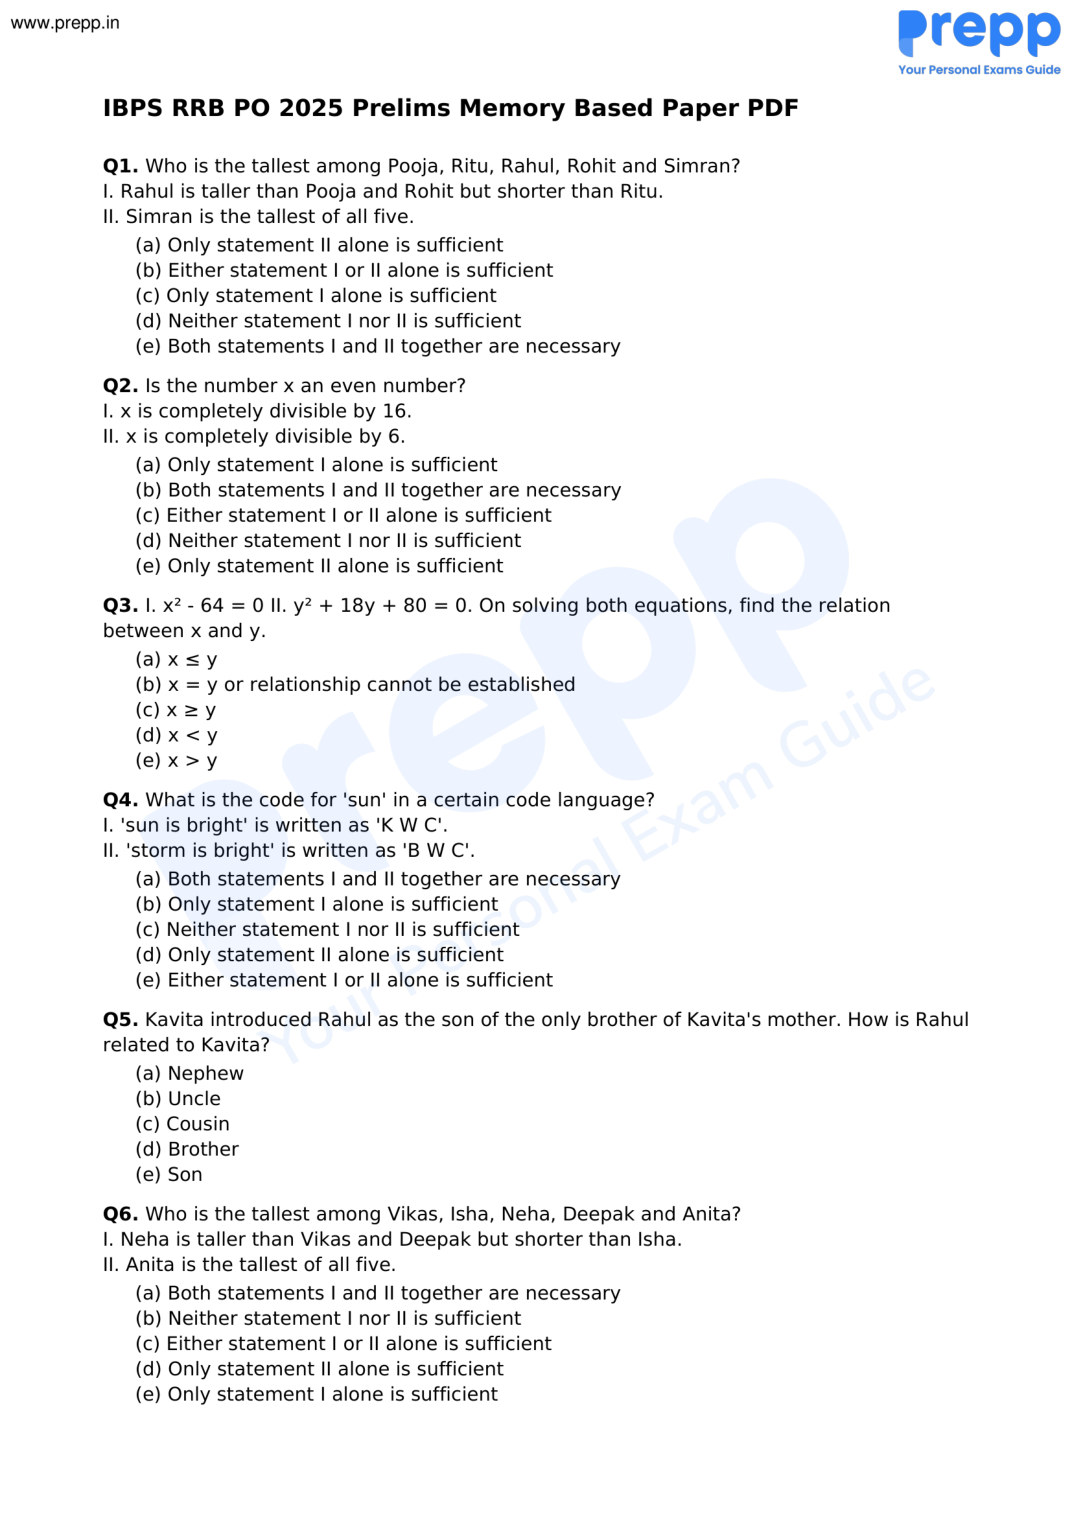 www.prepp.in
prepp
Your Personal Exams Guide
IBPS RRB PO 2025 Prelims Memory Based Paper PDF
Q1. Who is the tallest among Pooja, Ritu, Rahul, Rohit and Simran?
I. Rahul is taller than Pooja and Rohit but shorter than Ritu.
II. Simran is the tallest of all five.
(a) Only statement II alone is sufficient
(b) Either statement I or II alone is sufficient
(c) Only statement I alone is sufficient
(d) Neither statement I nor II is sufficient
(e) Both statements I and II together are necessary
Q2. Is the number x an even number?
I. x is completely divisible by 16.
II. x is completely divisible by 6.
(a) Only statement I alone is sufficient
(b) Both statements I and II together are necessary
(c) Either statement I or II alone is sufficient
(d) Neither statement I nor II is sufficient
(e) Only statement II alone is sufficient
Q3. I. x² - 64 = 0 II. y² + 18y + 80 = 0. On solving both equations, find the relation
between x and y.
(a) x ≤ y
(b) x = y or relationship cannot be established
(c) x ≥ y
(d) x < y
(e) x > y
Q4. What is the code for 'sun' in a certain code language?
I. 'sun is bright' is written as 'K W C'.
II. 'storm is bright' is written as 'B W C'.
(a) Both statements I and II together are necessary
(b) Only statement I alone is sufficient
(c) Neither statement I nor II is sufficient
(d) Only statement II alone is sufficient
(e) Either statement I or II alone is sufficient
Q5. Kavita introduced Rahul as the son of the only brother of Kavita's mother. How is Rahul
related to Kavita?
(a) Nephew
(b) Uncle
(c) Cousin
(d) Brother
(e) Son
Q6. Who is the tallest among Vikas, Isha, Neha, Deepak and Anita?
I. Neha is taller than Vikas and Deepak but shorter than Isha.
II. Anita is the tallest of all five.
(a) Both statements I and II together are necessary
(b) Neither statement I nor II is sufficient
(c) Either statement I or II alone is sufficient
(d) Only statement II alone is sufficient
(e) Only statement I alone is sufficient
prepp
Your Personal Exam Guide